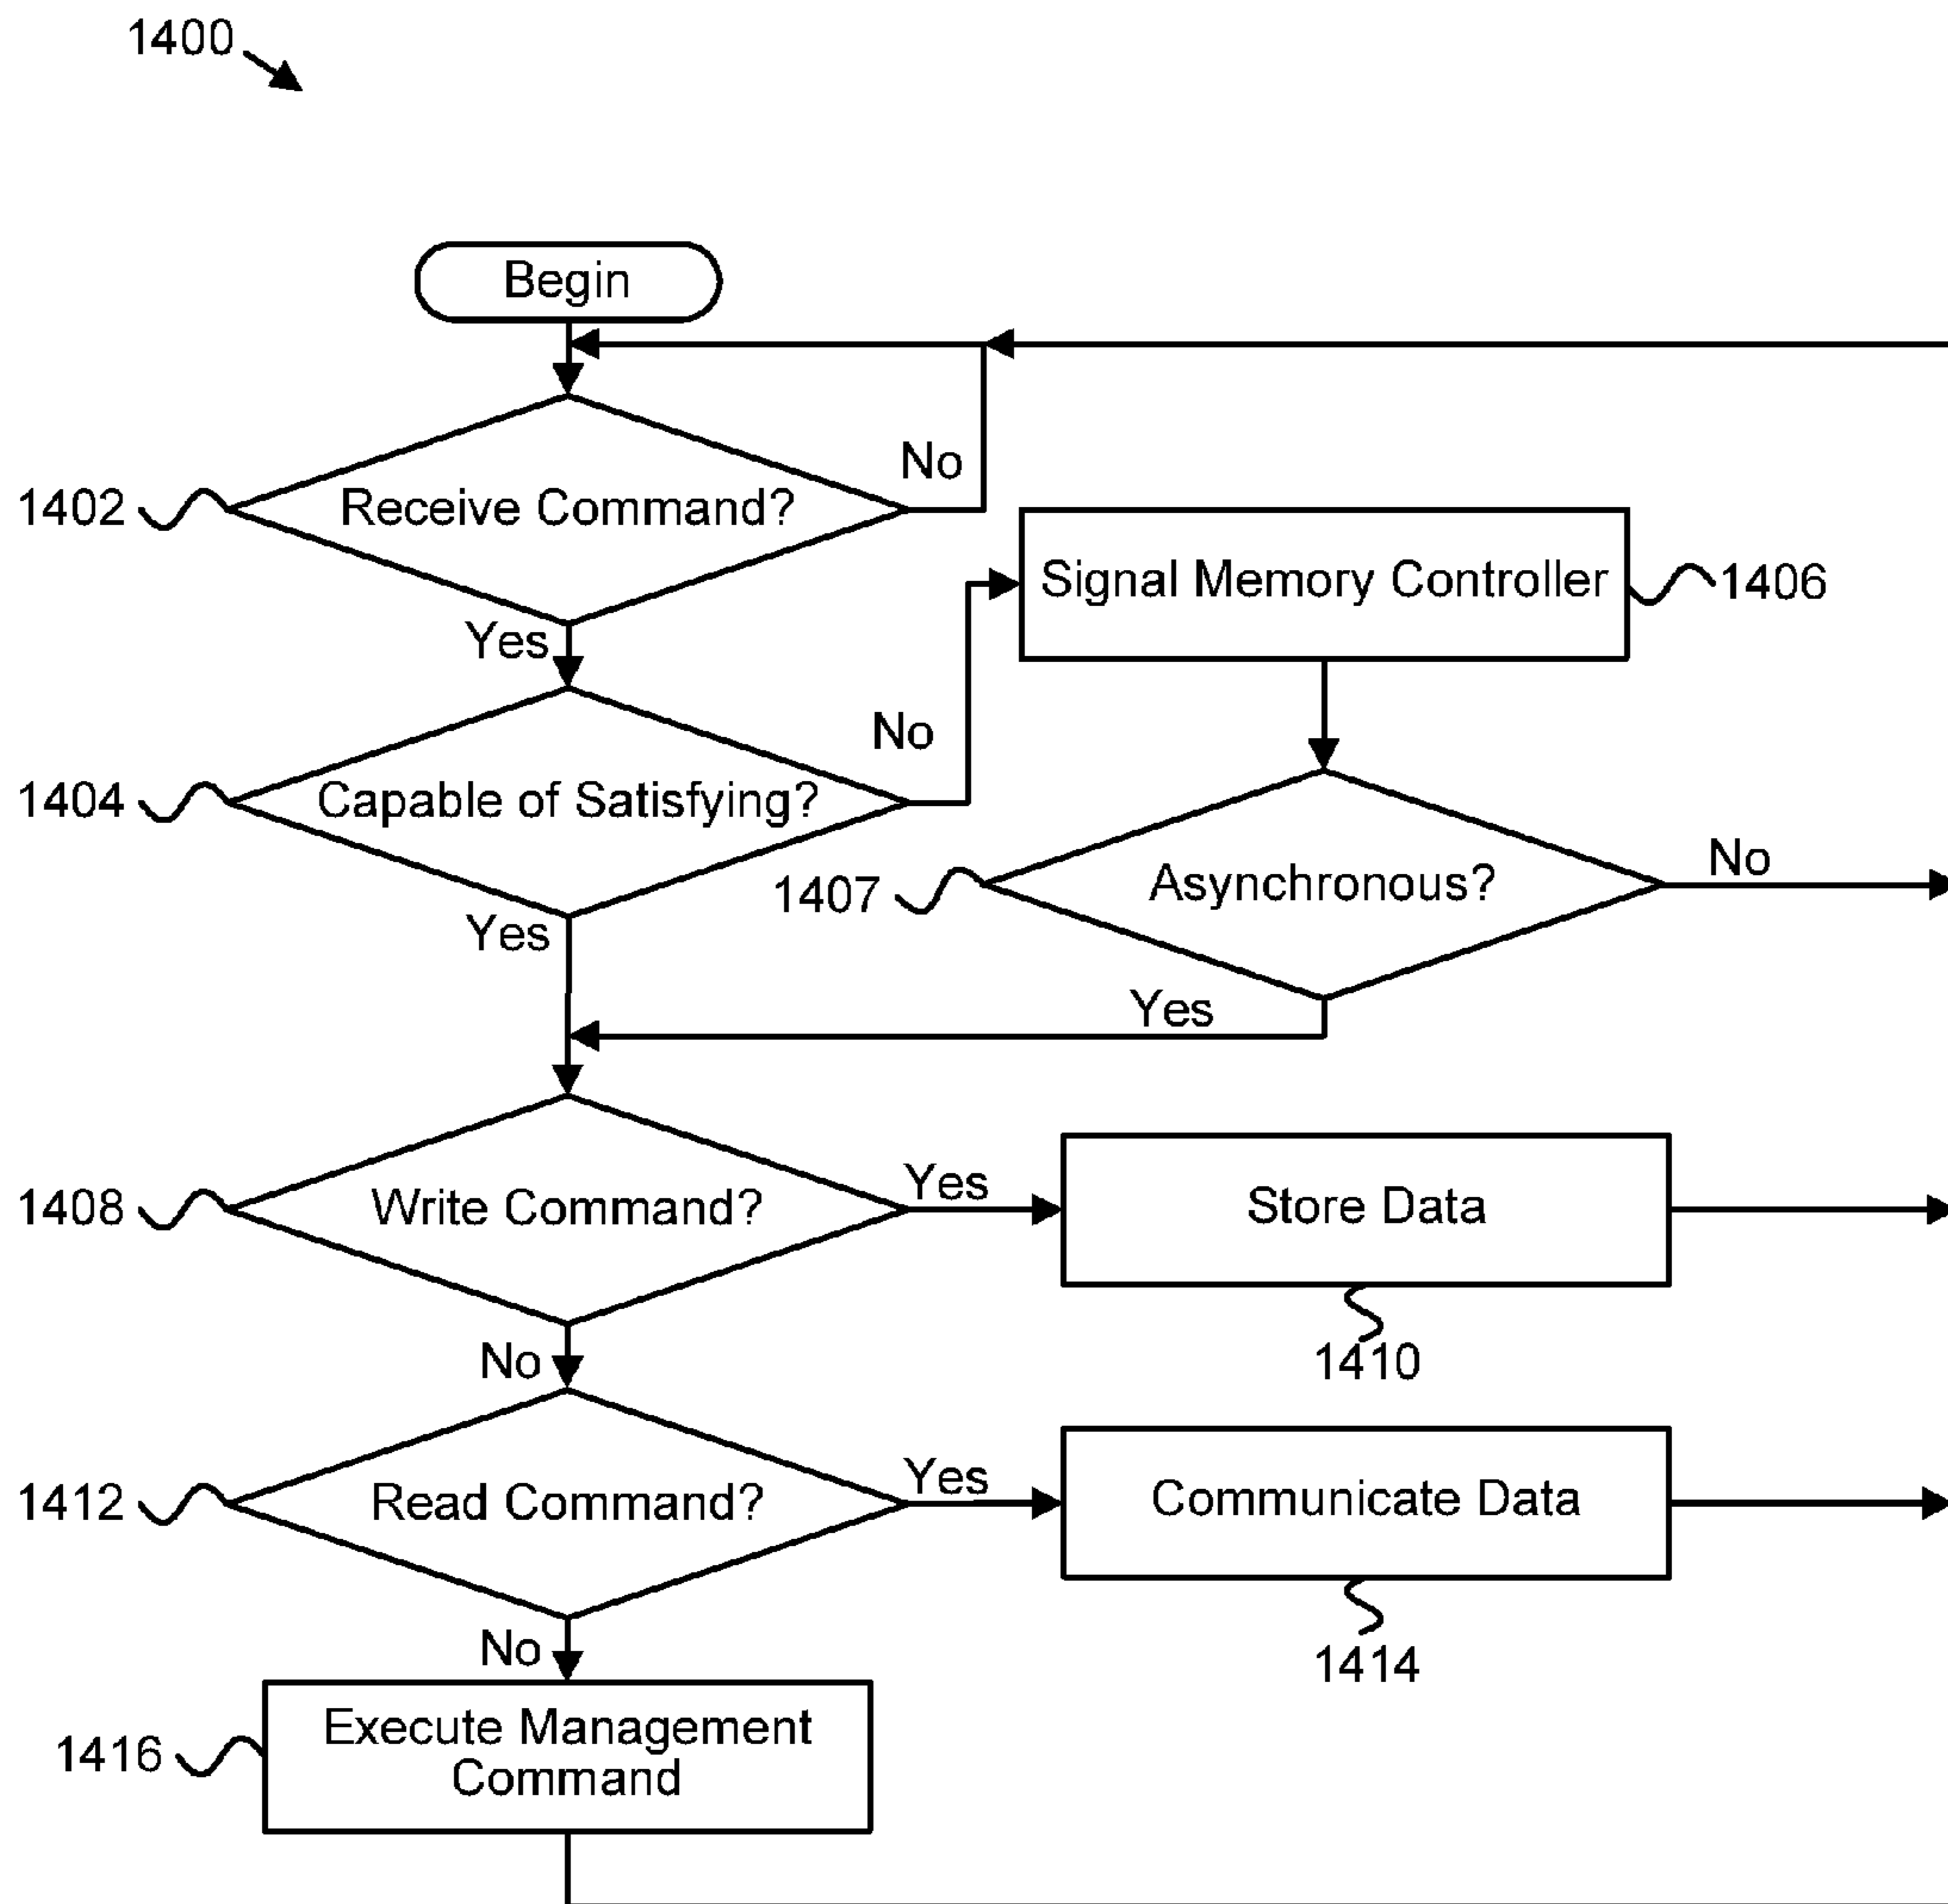 1400
Begin
No
1402
Receive Command?
Signal Memory Controller
1406
Yes
No
1404
Capable of Satisfying?
No
1407
Asynchronous?
Yes
Yes
Yes
1408
Write Command?
Store Data
No
1410
Yes
1412
Read Command?
Communicate Data
No
1414
Execute Management
Command
1416